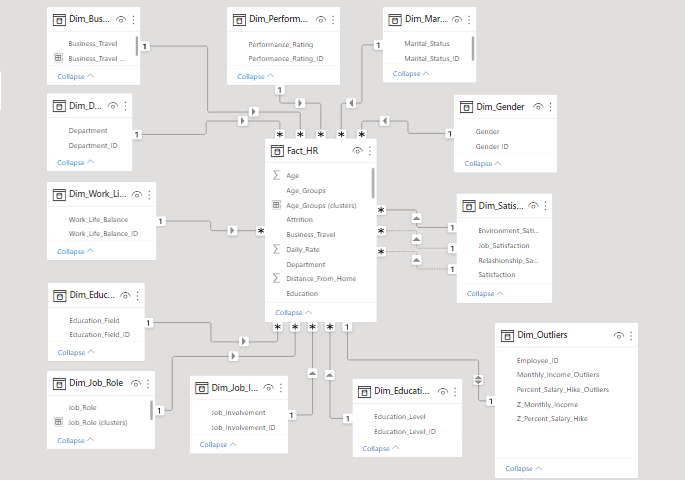 Dim_Bus...
Business_Travel
Business_Travel ...
Collapse
Dim_Perform...
Performance_Rating
Performance_Rating_ID
Collapse
Dim_Mar...
Marital_Status
Marital_Status_ID
Collapse
1
1
1
Dim_D...
Department
Department_ID
Collapse
1
Dim_Gender
Gender
Gender ID
Collapse
1
* * * * *
Fact_HR
Age
Age_Groups
Age_Groups (clusters)
Attrition
Business_Travel
Daily_Rate
Department
Distance_From_Home
Education
Collapse
Dim_Work_Li...
Work_Life_Balance
Work_Life_Balance_ID
Collapse
1
*
Dim_Satis...
Environment_Sati...
Job_Satisfaction
Relashionship_Sa...
Satisfaction
Collapse
*
*
*
1
1
1
Dim_Educ...
Education_Field
Education_Field_ID
Collapse
1
* * * * 1
Dim_Job_Role
Job_Role
Job_Role (clusters)
Collapse
1
Dim_Job_I...
Job_Involvement
Job_Involvement_ID
Collapse
1
Dim_Educati...
Education_Level
Education_Level_ID
Collapse
1
Dim_Outliers
Employee_ID
Monthly_Income_Outliers
Percent_Salary_Hike_Outliers
Z_Monthly_Income
Z_Percent_Salary_Hike
Collapse
1